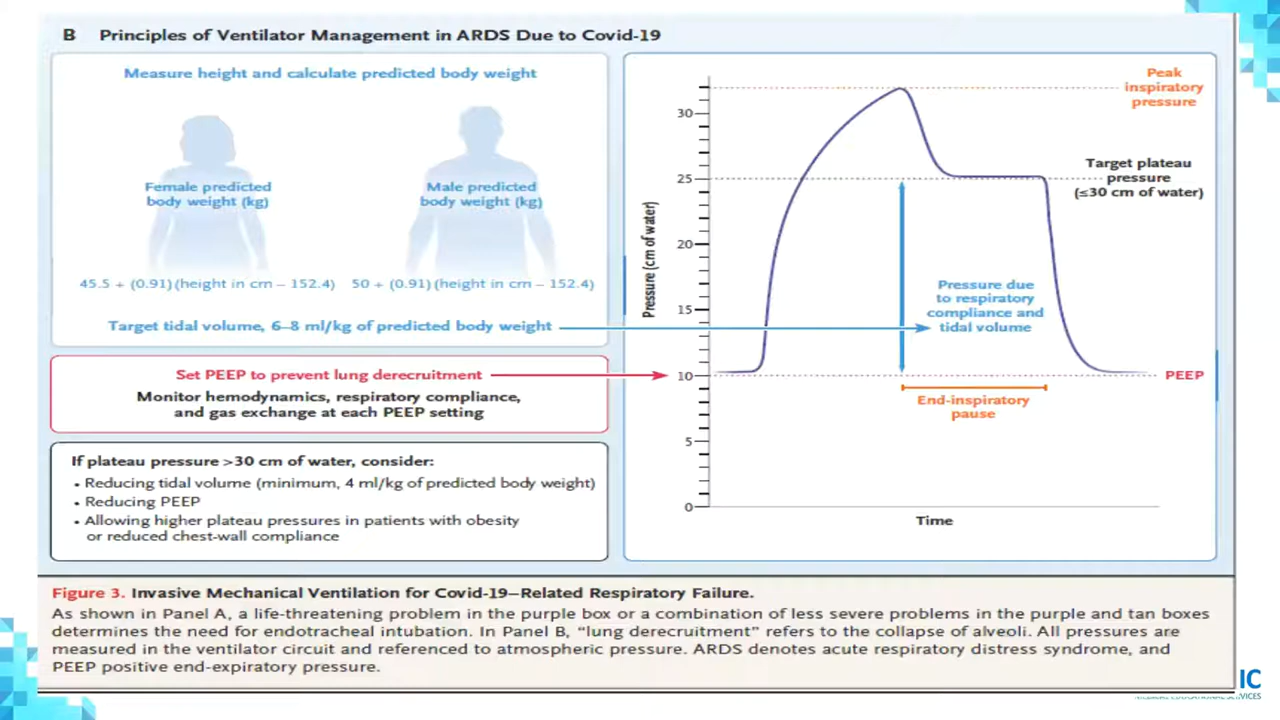 B Principles of Ventilator Management in ARDS Due to Covid-19
Measure height and calculate predicted body weight
Female predicted
body weight (kg)
Male predicted
body weight (kg)
45.5 + (0.91)(height in cm – 152.4)
50 + (0.91)(height in cm – 152.4)
Target tidal volume, 6–8 ml/kg of predicted body weight
Set PEEP to prevent lung derecruitment
Monitor hemodynamics, respiratory compliance,
and gas exchange at each PEEP setting
If plateau pressure >30 cm of water, consider:
• Reducing tidal volume (minimum, 4 ml/kg of predicted body weight)
• Reducing PEEP
• Allowing higher plateau pressures in patients with obesity
or reduced chest-wall compliance
Pressure (cm of water)
30
25
20
15
10
5
0
Peak
inspiratory
pressure
Target plateau
pressure
(≤30 cm of water)
Pressure due
to respiratory
compliance and
tidal volume
PEEP
End-inspiratory
pause
Time
Figure 3. Invasive Mechanical Ventilation for Covid-19–Related Respiratory Failure.
As shown in Panel A, a life-threatening problem in the purple box or a combination of less severe problems in the purple and tan boxes
determines the need for endotracheal intubation. In Panel B, “lung derecruitment” refers to the collapse of alveoli. All pressures are
measured in the ventilator circuit and referenced to atmospheric pressure. ARDS denotes acute respiratory distress syndrome, and
PEEP positive end-expiratory pressure.
IC